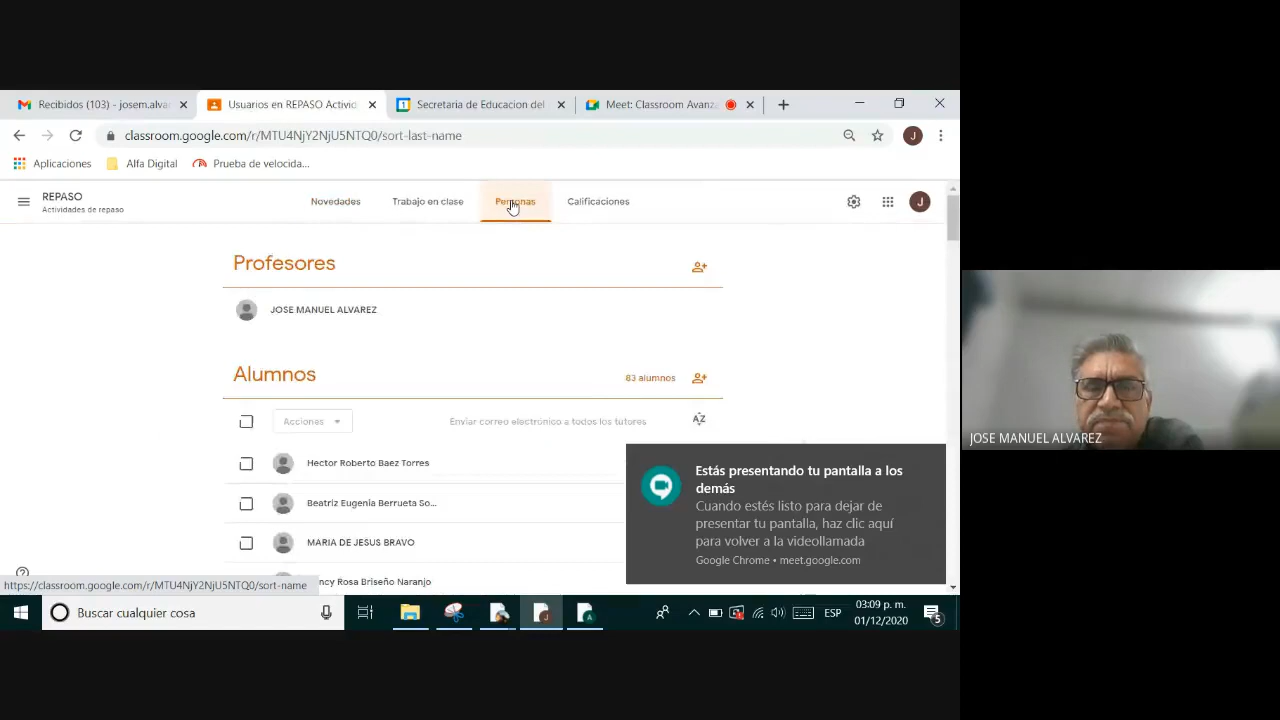 Recibidos (103) - josem.alva
Usuarios en REPASO Activid
Secretaria de Educacion del
Meet: Classroom Avanza
classroom.google.com/r/MTU4NjY2NjU5NTQ0/sort-last-name
J
Aplicaciones
Alfa Digital
Prueba de velocida...
REPASO
Actividades de repaso
Novedades
Trabajo en clase
Personas
Calificaciones
J
Profesores
JOSE MANUEL ALVAREZ
Alumnos
83 alumnos
Acciones
Enviar correo electrónico a todos los tutores
AZ
Hector Roberto Baez Torres
Beatriz Eugenia Berrueta So...
MARIA DE JESUS BRAVO
ncy Rosa Briseño Naranjo
Estás presentando tu pantalla a los
demás
Cuando estés listo para dejar de
presentar tu pantalla, haz clic aquí
para volver a la videollamada
Google Chrome • meet.google.com
https://classroom.google.com/r/MTU4NjY2NjU5NTQ0/sort-name
Buscar cualquier cosa
ESP
03:09 p. m.
01/12/2020
5
JOSE MANUEL ALVAREZ